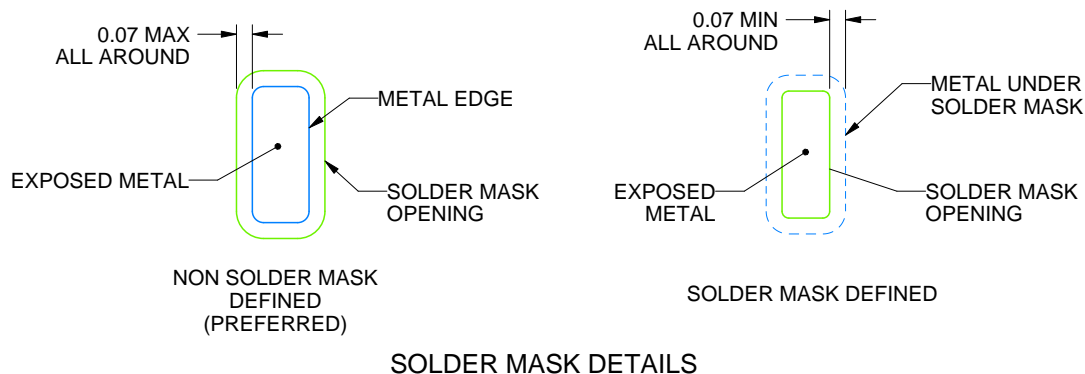 0.07 MAX
ALL AROUND
METAL EDGE
EXPOSED METAL
SOLDER MASK
OPENING
NON SOLDER MASK
DEFINED
(PREFERRED)
0.07 MIN
ALL AROUND
METAL UNDER
SOLDER MASK
EXPOSED
METAL
SOLDER MASK
OPENING
SOLDER MASK DEFINED
SOLDER MASK DETAILS